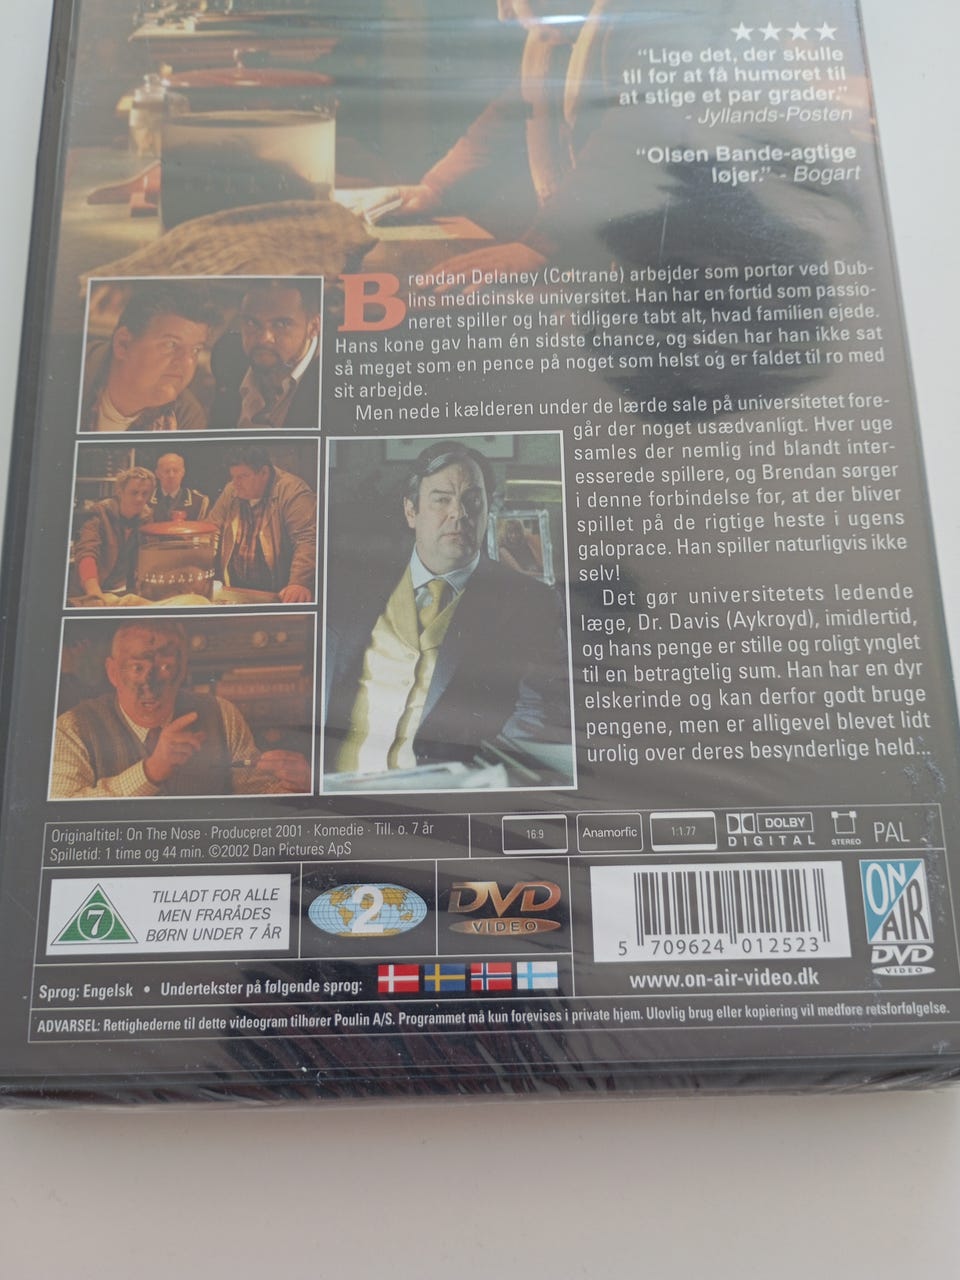 ★★★★
“Lige det, der skulle
til for at få humøret til
at stige et par grader.”
- Jyllands-Posten
“Olsen Bande-agtige
løjer.” - Bogart
Brendan Delaney (Coltrane) arbejder som portør ved Dub-
lins medicinske universitet. Han har en fortid som passio-
neret spiller og har tidligere tabt alt, hvad familien ejede.
Hans kone gav ham én sidste chance, og siden har han ikke sat
så meget som en pence på noget som helst og er faldet til ro med
sit arbejde.
Men nede i kælderen under de lærde sale på universitetet fore-
går der noget usædvanligt. Hver uge
samles der nemlig ind blandt inter-
esserede spillere, og Brendan sørger
i denne forbindelse for, at der bliver
spillet på de rigtige heste i ugens
galoprace. Han spiller naturligvis ikke
selv!
Det gør universitetets ledende
læge, Dr. Davis (Aykroyd), imidlertid,
og hans penge er stille og roligt ynglet
til en betragtelig sum. Han har en dyr
elskerinde og kan derfor godt bruge
pengene, men er alligevel blevet lidt
urolig over deres besynderlige held...
Originaltitel: On The Nose · Produceret 2001 · Komedie · Till. o. 7 år
Spilletid: 1 time og 44 min. ©2002 Dan Pictures ApS
16:9
Anamorfic
1:1.77
DOLBY
DIGITAL
STEREO
PAL
7
TILLADT FOR ALLE
MEN FRARÅDES
BØRN UNDER 7 ÅR
2
DVD
VIDEO
5 709624 012523
www.on-air-video.dk
ON
AIR
DVD
VIDEO
Sprog: Engelsk • Undertekster på følgende sprog:
ADVARSEL: Rettighederne til dette videogram tilhører Poulin A/S. Programmet må kun forevises i private hjem. Ulovlig brug eller kopiering vil medføre retsforfølgelse.